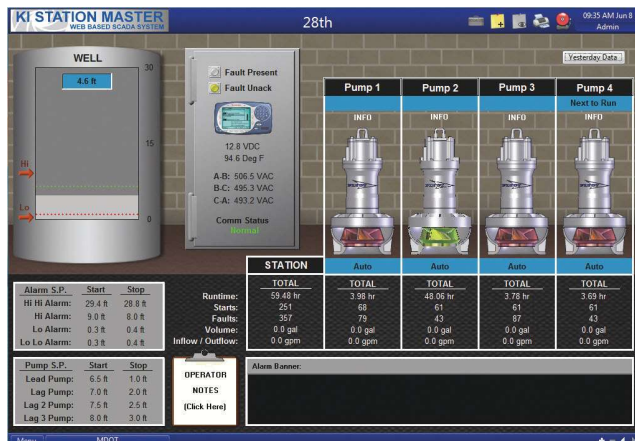 KI STATION MASTER
WEB BASED SCADA SYSTEM
28th
09:35 AM Jun 8
Admin
Yesterday Data
WELL
4.6 ft
30
15
0
Hi
Lo
Fault Present
Fault Unack
12.8 VDC
94.6 Deg F
A-B: 506.5 VAC
B-C: 495.3 VAC
C-A: 493.2 VAC
Comm Status
Normal
Pump 1 Pump 2 Pump 3 Pump 4
Next to Run
INFO INFO INFO INFO
STATION Auto Auto Auto Auto
TOTAL TOTAL TOTAL TOTAL TOTAL
Runtime: 59.48 hr 3.98 hr 48.06 hr 3.78 hr 3.69 hr
Starts: 251 68 61 61 61
Faults: 357 79 43 87 43
Volume: 0.0 gal 0.0 gal 0.0 gal 0.0 gal 0.0 gal
Inflow / Outflow: 0.0 gpm 0.0 gpm 0.0 gpm 0.0 gpm 0.0 gpm
Alarm S.P. Start Stop
Hi Hi Alarm: 29.4 ft 28.8 ft
Hi Alarm: 9.0 ft 8.0 ft
Lo Alarm: 0.3 ft 0.4 ft
Lo Lo Alarm: 0.3 ft 0.4 ft
Pump S.P. Start Stop
Lead Pump: 6.5 ft 1.0 ft
Lag Pump: 7.0 ft 2.0 ft
Lag 2 Pump: 7.5 ft 2.5 ft
Lag 3 Pump: 8.0 ft 3.0 ft
OPERATOR
NOTES
(Click Here)
Alarm Banner:
Menu MDOT